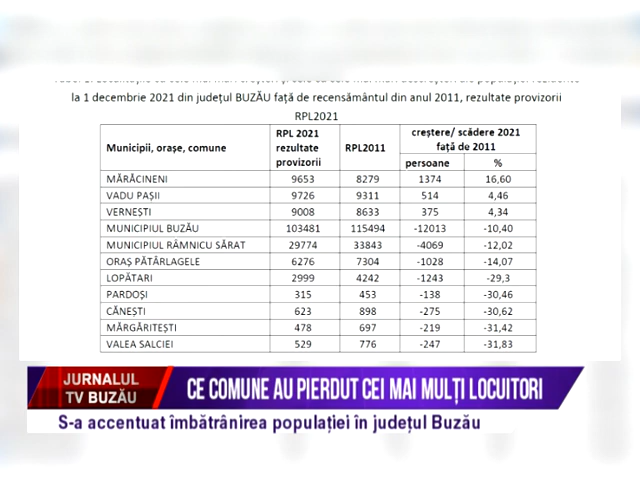 la 1 decembrie 2021 din județul BUZĂU față de recensământul din anul 2011, rezultate provizorii
RPL2021
Municipii, orașe, comune RPL 2021 rezultate provizorii RPL2011 creștere/ scădere 2021 față de 2011
persoane %
MĂRĂCINENI 9653 8279 1374 16,60
VADU PAȘII 9726 9311 514 4,46
VERNEȘTI 9008 8633 375 4,34
MUNICIPIUL BUZĂU 103481 115494 -12013 -10,40
MUNICIPIUL RÂMNICU SĂRAT 29774 33843 -4069 -12,02
ORAȘ PĂTÂRLAGELE 6276 7304 -1028 -14,07
LOPĂTARI 2999 4242 -1243 -29,3
PARDOȘI 315 453 -138 -30,46
CĂNEȘTI 623 898 -275 -30,62
MĂRGĂRITEȘTI 478 697 -219 -31,42
VALEA SALCIEI 529 776 -247 -31,83
JURNALUL
TV BUZĂU
CE COMUNE AU PIERDUT CEI MAI MULȚI LOCUITORI
S-a accentuat îmbătrânirea populației în județul Buzău